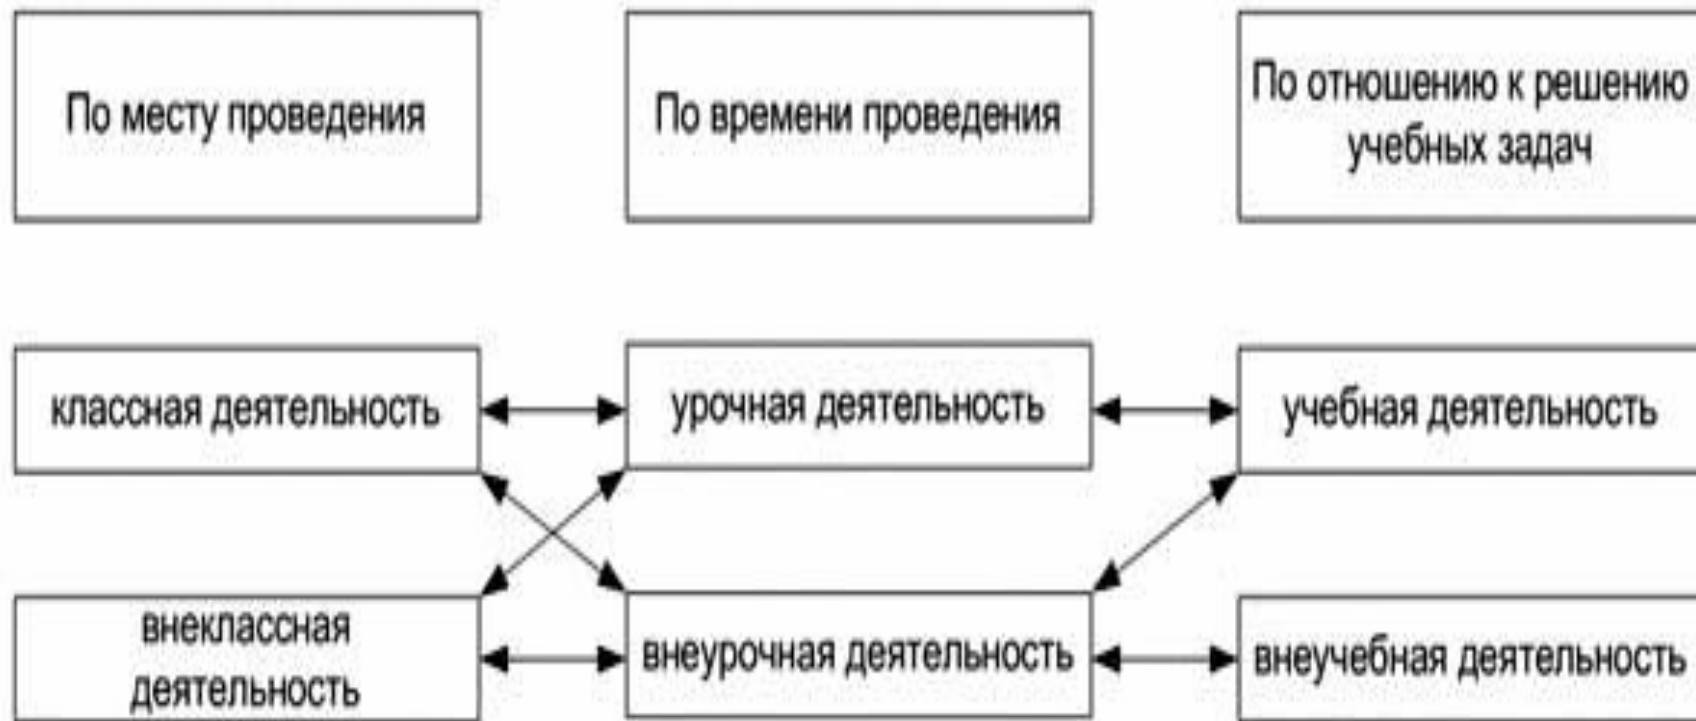 По месту проведения
По времени проведения
По отношению к решению
учебных задач
классная деятельность
урочная деятельность
учебная деятельность
внеклассная
деятельность
внеурочная деятельность
внеучебная деятельность